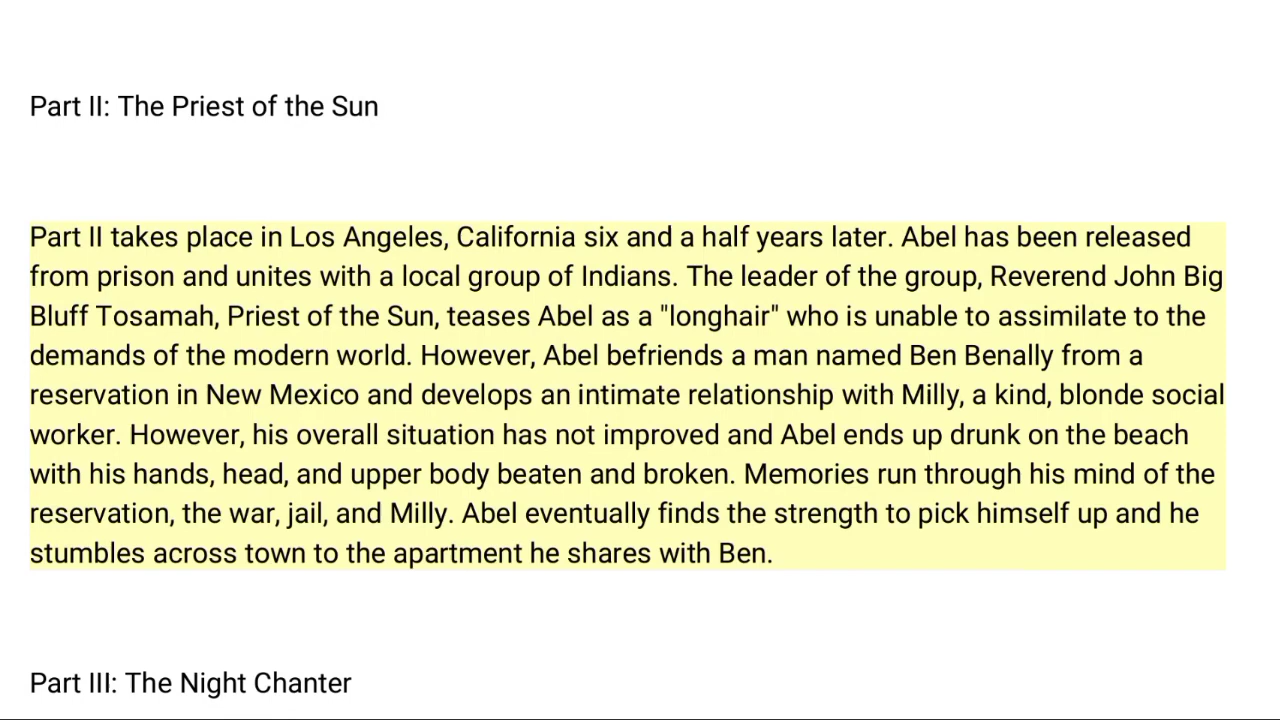 Part II: The Priest of the Sun
Part II takes place in Los Angeles, California six and a half years later. Abel has been released
from prison and unites with a local group of Indians. The leader of the group, Reverend John Big
Bluff Tosamah, Priest of the Sun, teases Abel as a "longhair" who is unable to assimilate to the
demands of the modern world. However, Abel befriends a man named Ben Benally from a
reservation in New Mexico and develops an intimate relationship with Milly, a kind, blonde social
worker. However, his overall situation has not improved and Abel ends up drunk on the beach
with his hands, head, and upper body beaten and broken. Memories run through his mind of the
reservation, the war, jail, and Milly. Abel eventually finds the strength to pick himself up and he
stumbles across town to the apartment he shares with Ben.
Part III: The Night Chanter